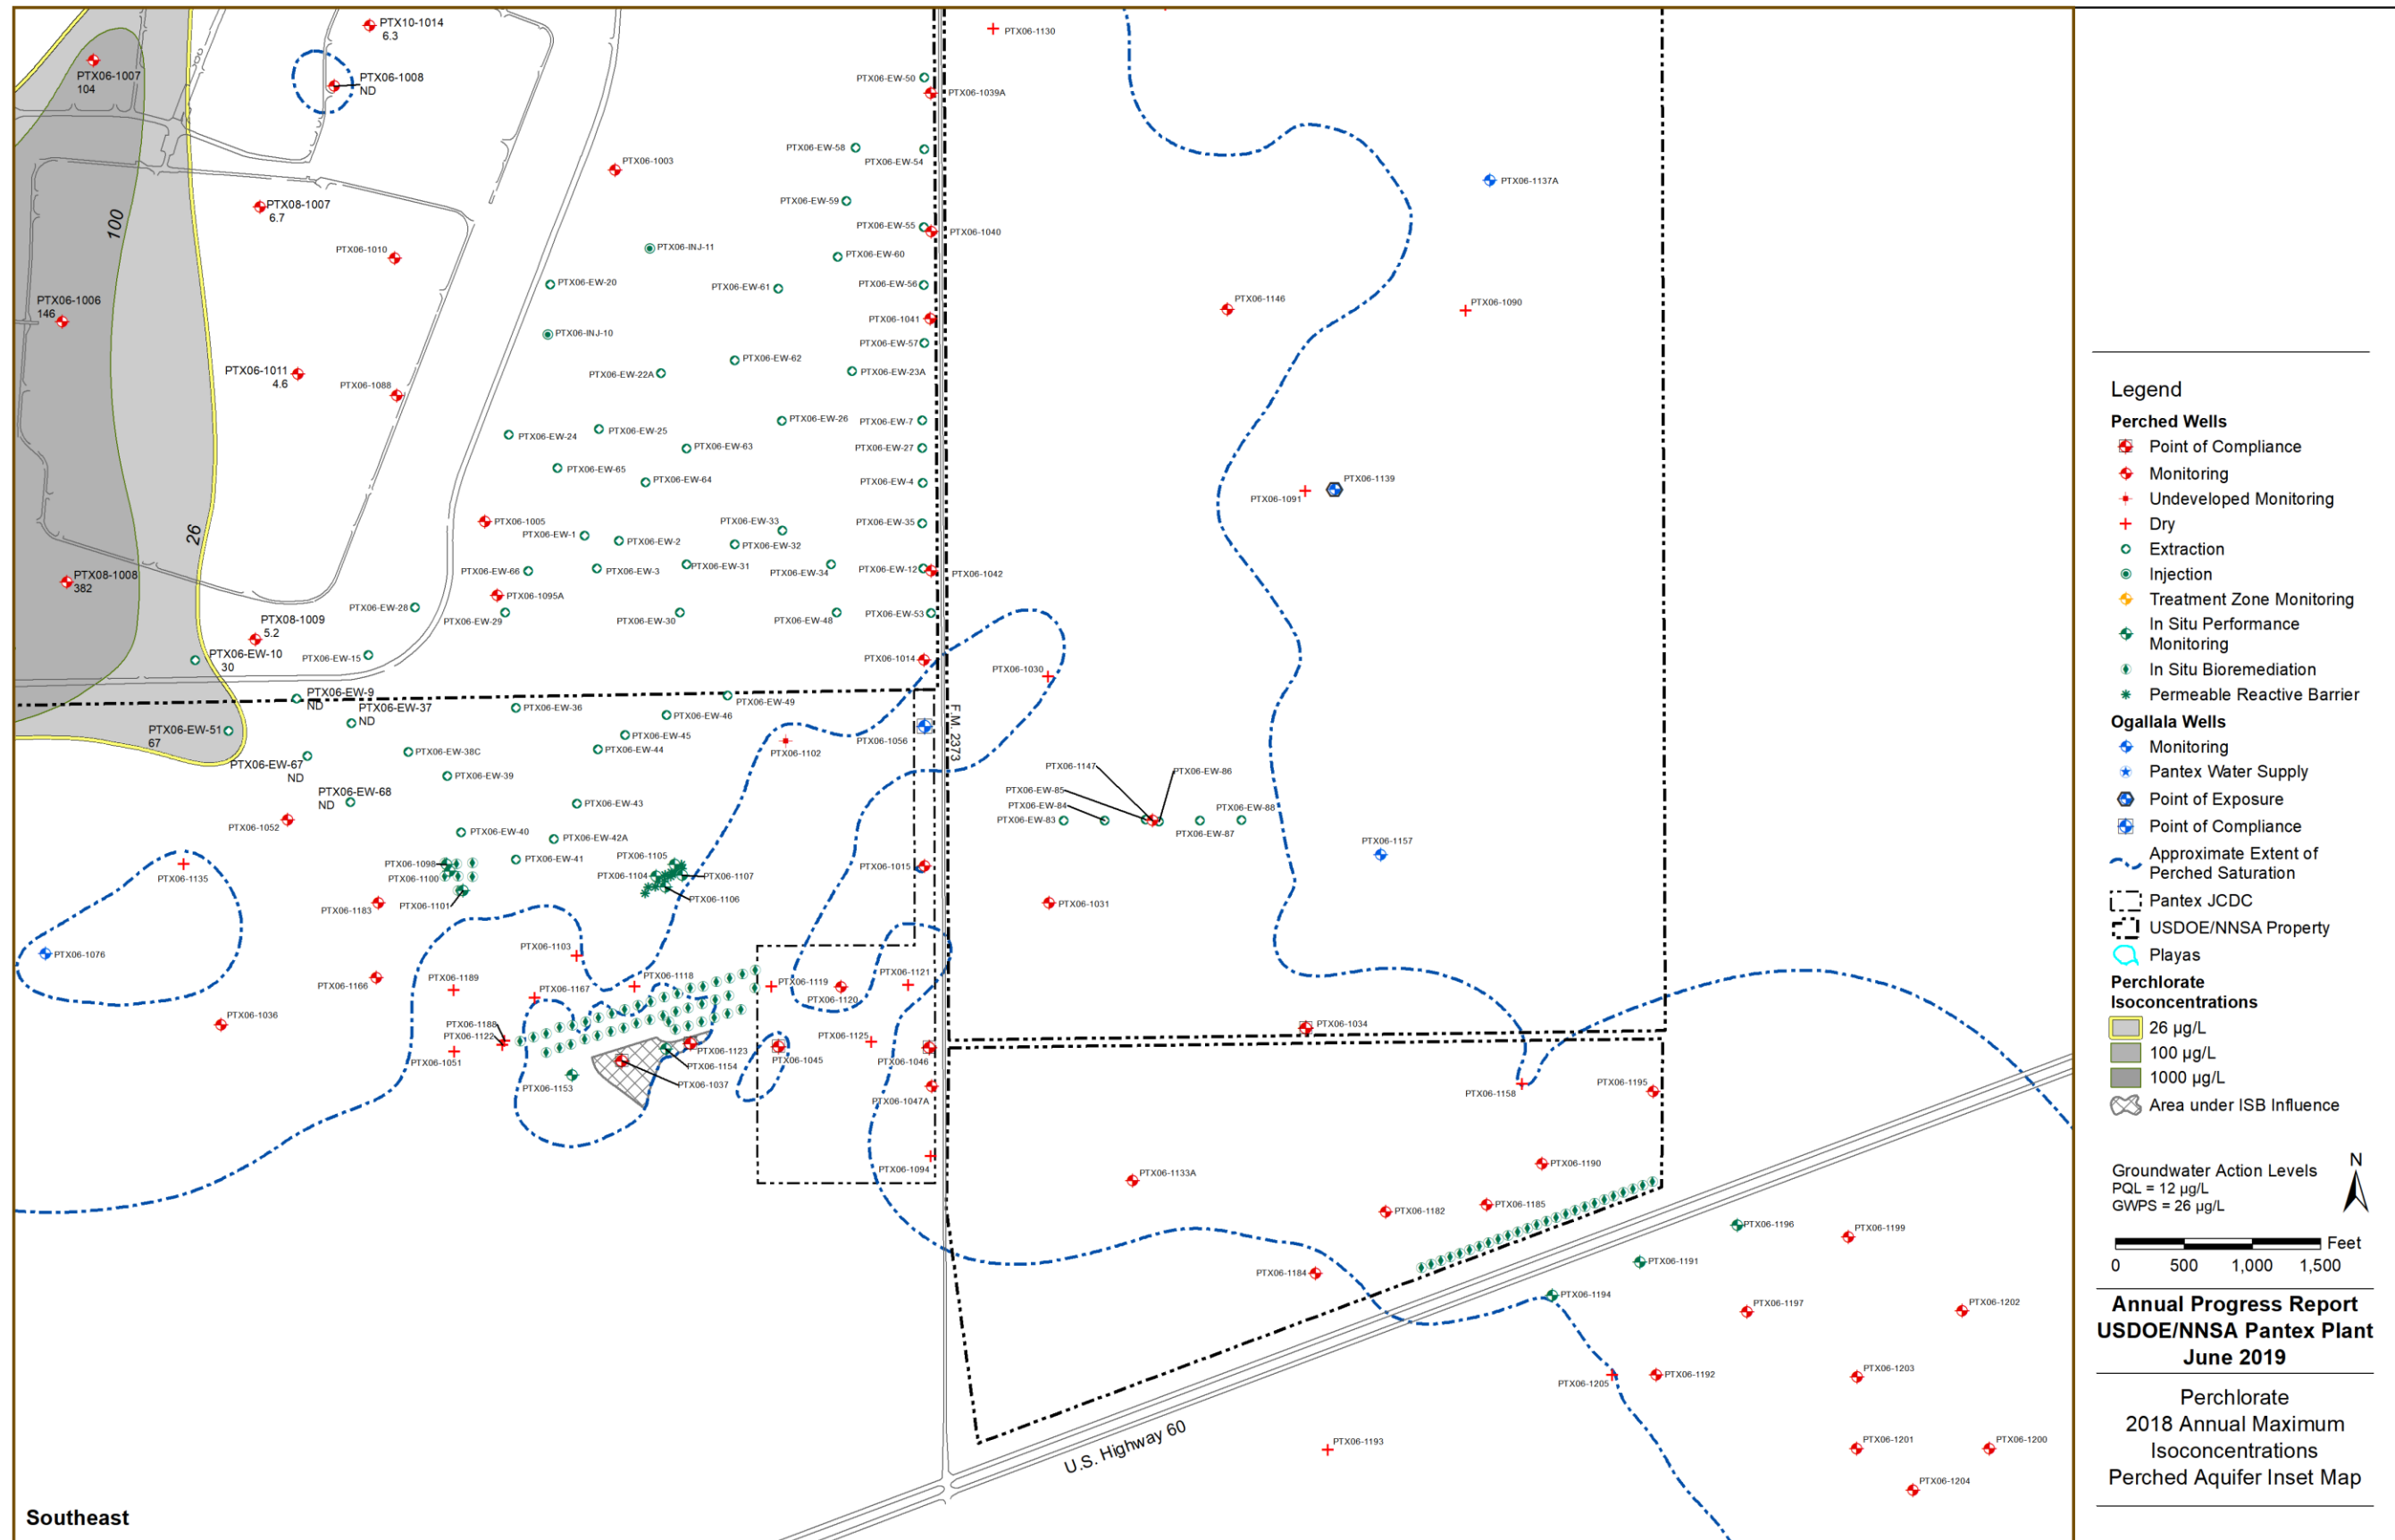 PTX10-1014
6.3
PTX06-1130
PTX06-1007
104
PTX06-1008
ND
PTX06-EW-50
PTX06-1039A
PTX06-EW-58
PTX06-EW-54
PTX06-1003
PTX06-1137A
PTX08-1007
6.7
PTX06-EW-59
100
PTX06-EW-55
PTX06-1040
PTX06-1010
PTX06-INJ-11
PTX06-EW-60
PTX06-EW-20
PTX06-EW-61
PTX06-EW-56
PTX06-1006
146
PTX06-1146
PTX06-1090
PTX06-1041
PTX06-INJ-10
PTX06-EW-57
PTX06-EW-62
PTX06-1011
4.6
PTX06-EW-22A
PTX06-EW-23A
PTX06-1088
PTX06-EW-26
PTX06-EW-7
PTX06-EW-24
PTX06-EW-25
PTX06-EW-63
PTX06-EW-27
PTX06-EW-65
PTX06-EW-64
PTX06-EW-4
PTX06-1139
PTX06-1091
26
PTX06-1005
PTX06-EW-33
PTX06-EW-35
PTX06-EW-1
PTX06-EW-2
PTX06-EW-32
PTX08-1008
382
PTX06-EW-66
PTX06-EW-3
PTX06-EW-31
PTX06-EW-34
PTX06-EW-12
PTX06-1042
PTX06-1095A
PTX06-EW-28
PTX06-EW-29
PTX06-EW-30
PTX06-EW-48
PTX06-EW-53
PTX08-1009
5.2
PTX06-EW-10
30
PTX06-EW-15
PTX06-1014
PTX06-1030
PTX06-EW-9
ND
PTX06-EW-37
ND
PTX06-EW-36
PTX06-EW-46
PTX06-EW-49
PTX06-EW-51
67
PTX06-EW-45
PTX06-EW-44
PTX06-1102
PTX06-1056
F.M. 2373
PTX06-EW-67
ND
PTX06-EW-38C
PTX06-EW-39
PTX06-1147
PTX06-EW-86
PTX06-EW-85
PTX06-EW-84
PTX06-EW-83
PTX06-EW-88
PTX06-EW-87
PTX06-EW-68
ND
PTX06-EW-43
PTX06-1052
PTX06-EW-40
PTX06-EW-42A
PTX06-EW-41
PTX06-1157
PTX06-1135
PTX06-1098
PTX06-1100
PTX06-1101
PTX06-1105
PTX06-1104
PTX06-1107
PTX06-1106
PTX06-1015
PTX06-1183
PTX06-1031
PTX06-1076
PTX06-1103
PTX06-1166
PTX06-1189
PTX06-1167
PTX06-1118
PTX06-1119
PTX06-1120
PTX06-1121
PTX06-1036
PTX06-1188
PTX06-1122
PTX06-1051
PTX06-1123
PTX06-1154
PTX06-1037
PTX06-1153
PTX06-1045
PTX06-1125
PTX06-1046
PTX06-1047A
PTX06-1034
PTX06-1158
PTX06-1195
PTX06-1094
PTX06-1133A
PTX06-1190
PTX06-1182
PTX06-1185
PTX06-1196
PTX06-1199
PTX06-1184
PTX06-1191
PTX06-1194
PTX06-1197
PTX06-1202
PTX06-1205
PTX06-1192
PTX06-1203
PTX06-1193
PTX06-1201
PTX06-1200
PTX06-1204
U.S. Highway 60
Southeast
Legend
Perched Wells
Point of Compliance
Monitoring
Undeveloped Monitoring
Dry
Extraction
Injection
Treatment Zone Monitoring
In Situ Performance
Monitoring
In Situ Bioremediation
Permeable Reactive Barrier
Ogallala Wells
Monitoring
Pantex Water Supply
Point of Exposure
Point of Compliance
Approximate Extent of
Perched Saturation
Pantex JCDC
USDOE/NNSA Property
Playas
Perchlorate
Isoconcentrations
26 µg/L
100 µg/L
1000 µg/L
Area under ISB Influence
Groundwater Action Levels
PQL = 12 µg/L
GWPS = 26 µg/L
N
Feet
0 500 1,000 1,500
Annual Progress Report
USDOE/NNSA Pantex Plant
June 2019
Perchlorate
2018 Annual Maximum
Isoconcentrations
Perched Aquifer Inset Map